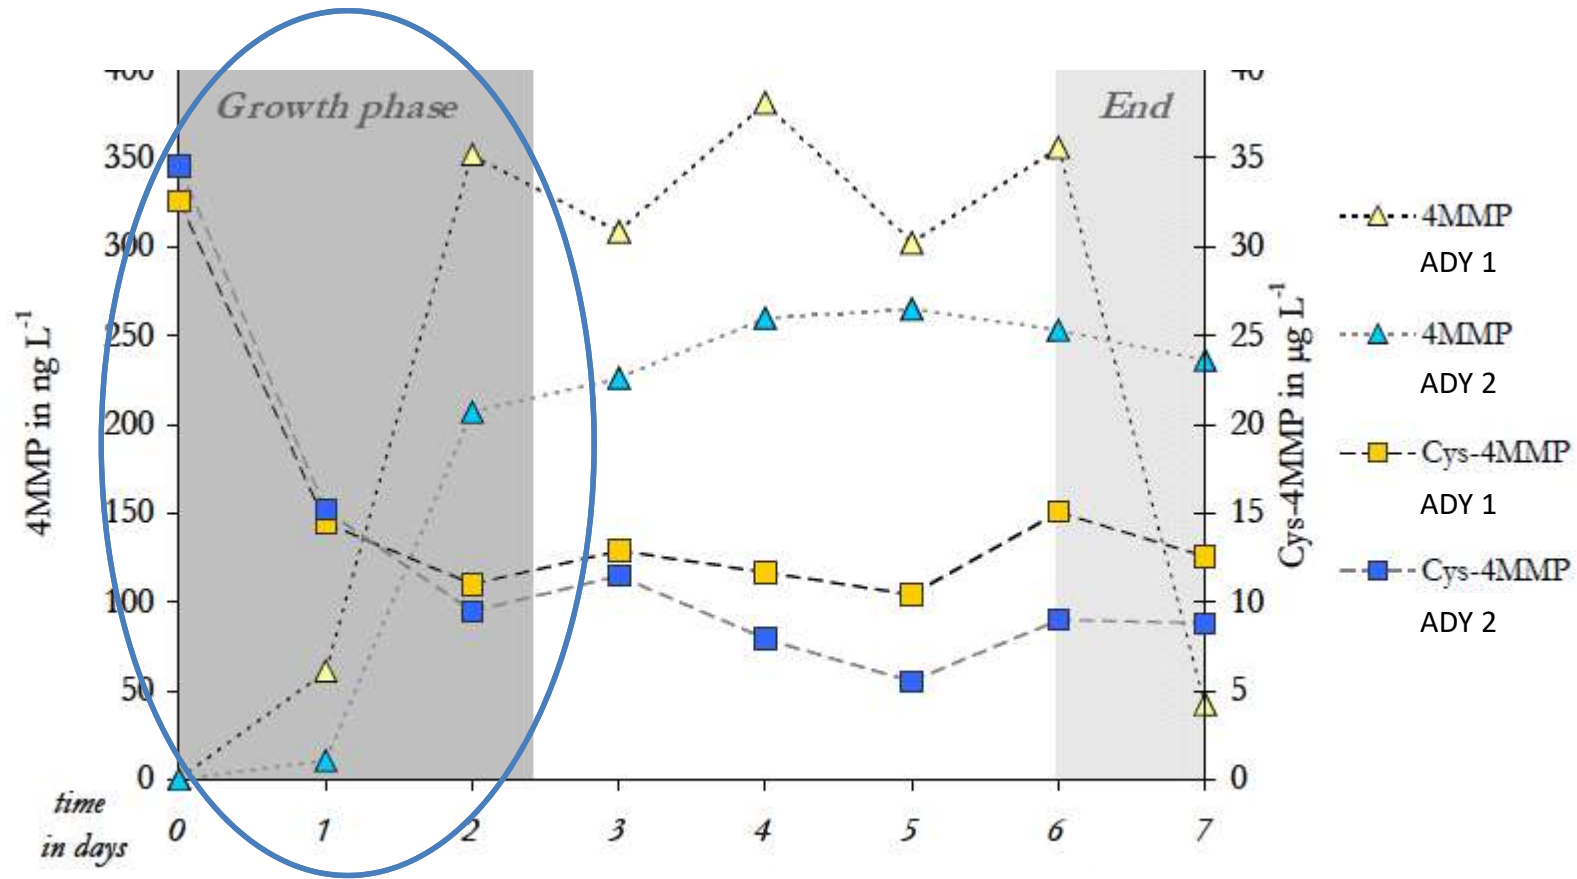 400
40
Growth phase
End
350
35
300
30
250
25
200
20
150
15
100
10
50
5
0
0
4MMP in ng L⁻¹
Cys-4MMP in µg L⁻¹
time
in days
0 1 2 3 4 5 6 7
4MMP
ADY 1
4MMP
ADY 2
Cys-4MMP
ADY 1
Cys-4MMP
ADY 2